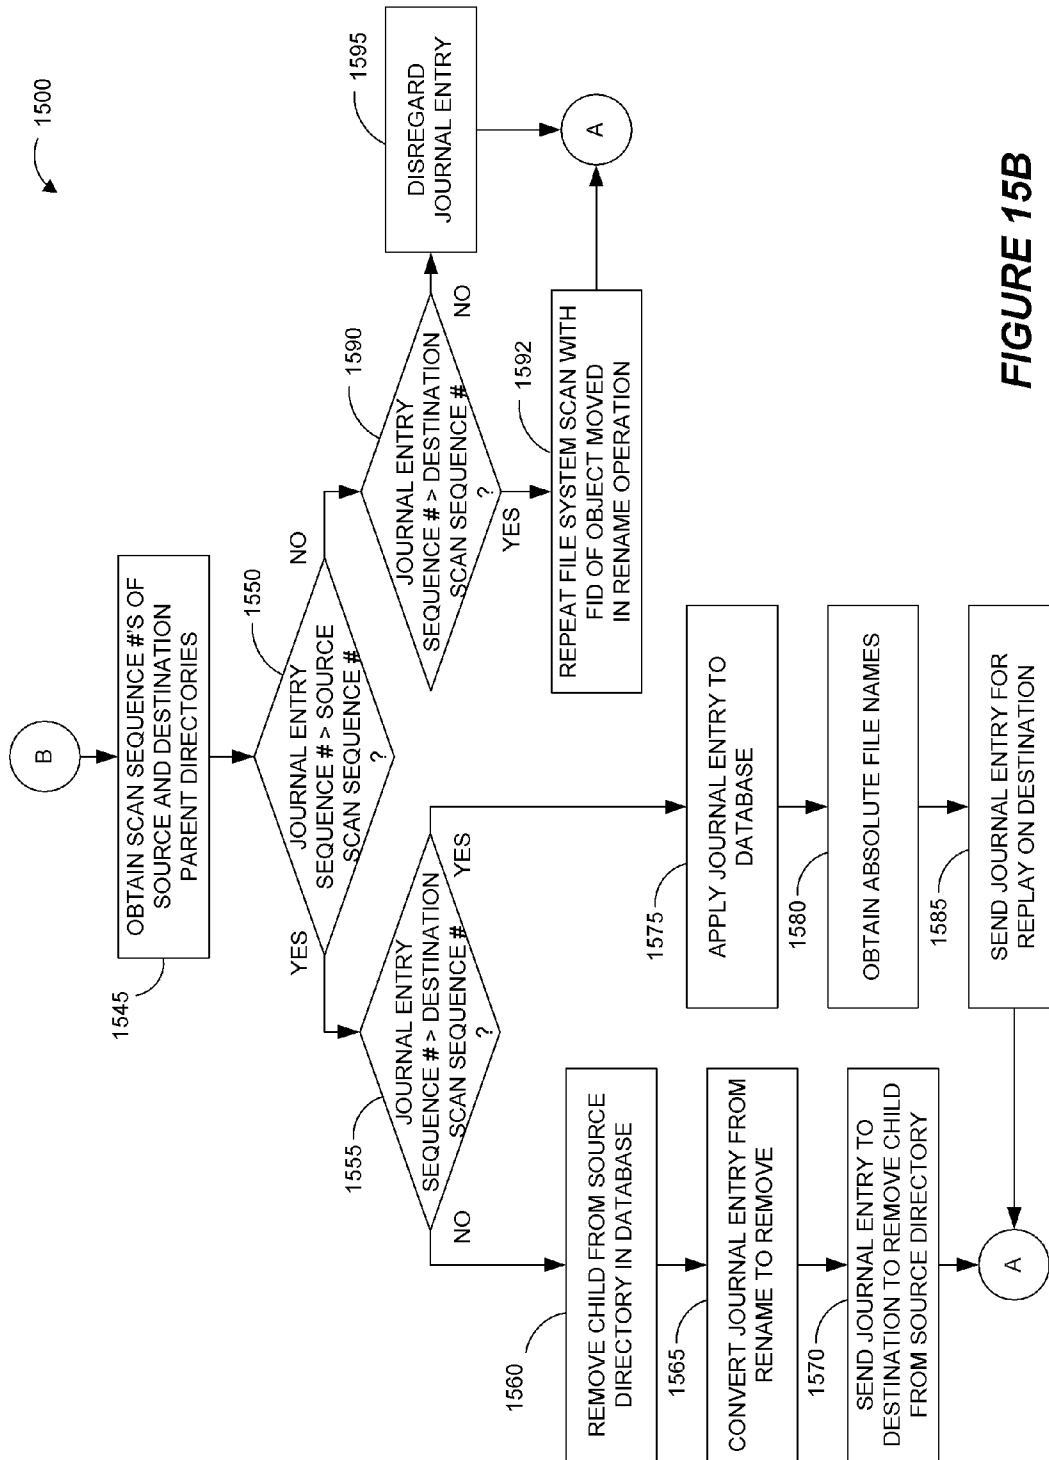 1500
B
OBTAIN SCAN SEQUENCE #'S OF
SOURCE AND DESTINATION
PARENT DIRECTORIES
1545
JOURNAL ENTRY
SEQUENCE # > SOURCE
SCAN SEQUENCE #
?
1550
YES
NO
JOURNAL ENTRY
SEQUENCE # > DESTINATION
SCAN SEQUENCE #
?
1555
NO
YES
REMOVE CHILD FROM SOURCE
DIRECTORY IN DATABASE
1560
CONVERT JOURNAL ENTRY FROM
RENAME TO REMOVE
1565
SEND JOURNAL ENTRY TO
DESTINATION TO REMOVE CHILD
FROM SOURCE DIRECTORY
1570
APPLY JOURNAL ENTRY TO
DATABASE
1575
OBTAIN ABSOLUTE FILE NAMES
1580
SEND JOURNAL ENTRY FOR
REPLAY ON DESTINATION
1585
A
JOURNAL ENTRY
SEQUENCE # > DESTINATION
SCAN SEQUENCE #
?
1590
YES
NO
REPEAT FILE SYSTEM SCAN WITH
FID OF OBJECT MOVED
IN RENAME OPERATION
1592
DISREGARD
JOURNAL ENTRY
1595
A
FIGURE 15B